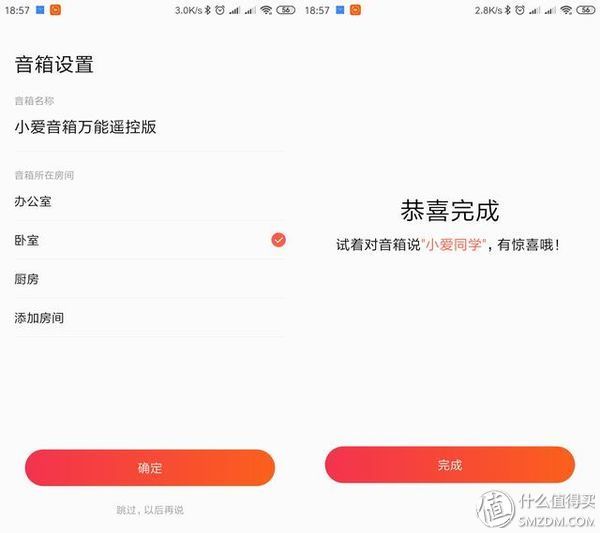 18:57
3.0K/s
56
音箱设置
音箱名称
小爱音箱万能遥控版
音箱所在房间
办公室
卧室
厨房
添加房间
确定
跳过,以后再说
18:57
2.8K/s
56
恭喜完成
试着对音箱说"小爱同学",有惊喜哦!
完成
值 什么值得买
SMZDM.COM